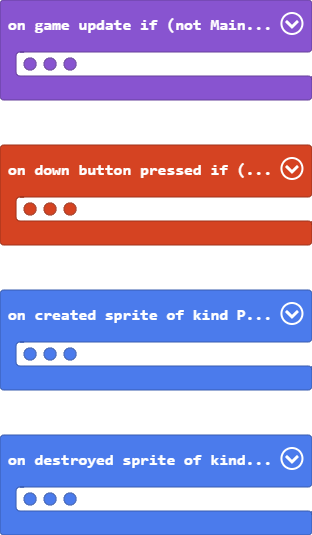 on game update if (not Main...
on down button pressed if (...
on created sprite of kind P...
on destroyed sprite of kind...